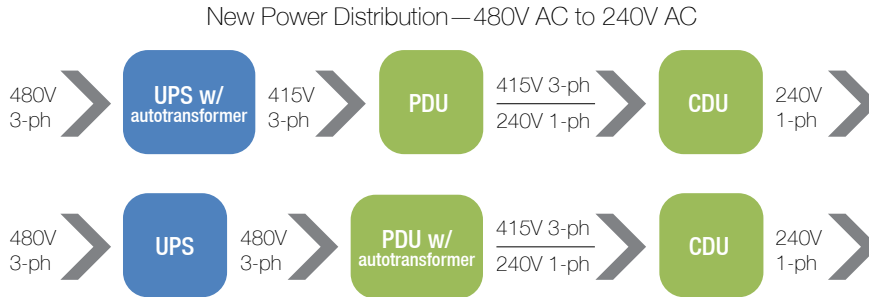 New Power Distribution—480V AC to 240V AC
480V
3-ph
UPS w/
autotransformer
415V
3-ph
PDU
415V 3-ph
240V 1-ph
CDU
240V
1-ph
480V
3-ph
UPS
480V
3-ph
PDU w/
autotransformer
415V 3-ph
240V 1-ph
CDU
240V
1-ph